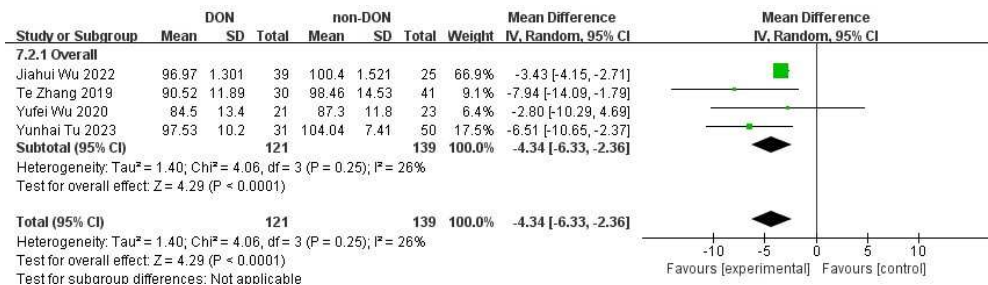 DON non-DON Mean Difference Mean Difference
Study or Subgroup Mean SD Total Mean SD Total Weight IV, Random, 95% CI IV, Random, 95% CI
7.2.1 Overall
Jiahui Wu 2022 96.97 1.301 39 100.4 1.521 25 66.9% -3.43 [-4.15, -2.71]
Te Zhang 2019 90.52 11.89 30 98.46 14.53 41 9.1% -7.94 [-14.09, -1.79]
Yufei Wu 2020 84.5 13.4 21 87.3 11.8 23 6.4% -2.80 [-10.29, 4.69]
Yunhai Tu 2023 97.53 10.2 31 104.04 7.41 50 17.5% -6.51 [-10.65, -2.37]
Subtotal (95% CI) 121 139 100.0% -4.34 [-6.33, -2.36]
Heterogeneity: Tau² = 1.40; Chi² = 4.06, df = 3 (P = 0.25); I² = 26%
Test for overall effect: Z = 4.29 (P < 0.0001)
Total (95% CI) 121 139 100.0% -4.34 [-6.33, -2.36]
Heterogeneity: Tau² = 1.40; Chi² = 4.06, df = 3 (P = 0.25); I² = 26%
Test for overall effect: Z = 4.29 (P < 0.0001)
Test for subgroup differences: Not applicable
-10 -5 0 5 10
Favours [experimental] Favours [control]